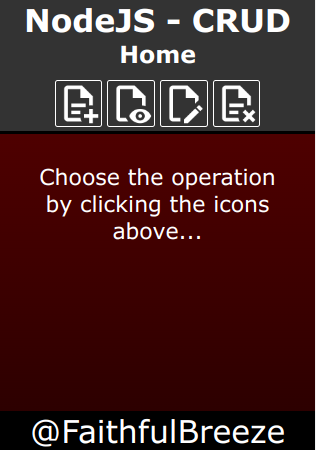 NodeJS - CRUD
Home
Choose the operation
by clicking the icons
above...
@FaithfulBreeze